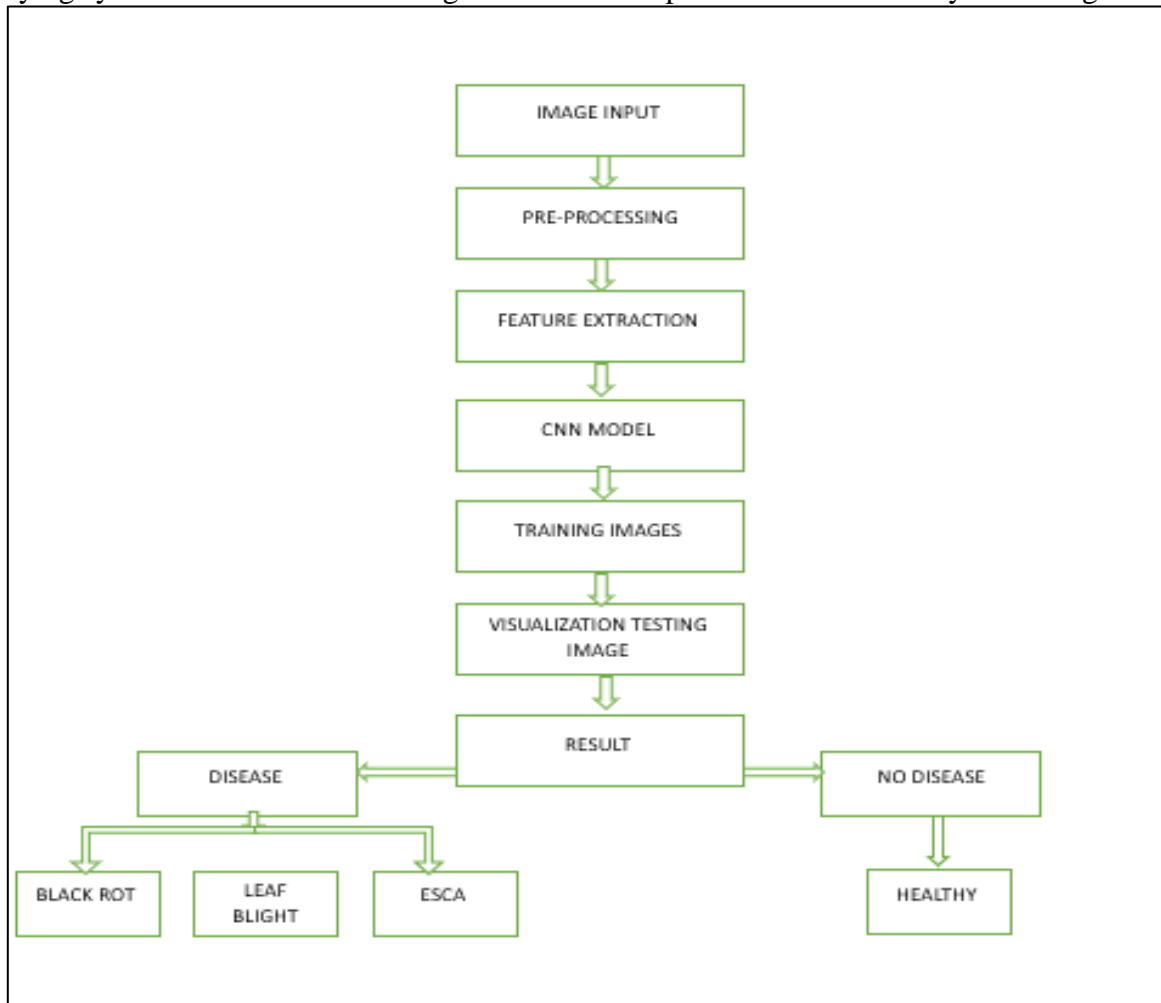 IMAGE INPUT
PRE-PROCESSING
FEATURE EXTRACTION
CNN MODEL
TRAINING IMAGES
VISUALIZATION TESTING
IMAGE
RESULT
DISEASE
NO DISEASE
BLACK ROT
LEAF
BLIGHT
ESCA
HEALTHY